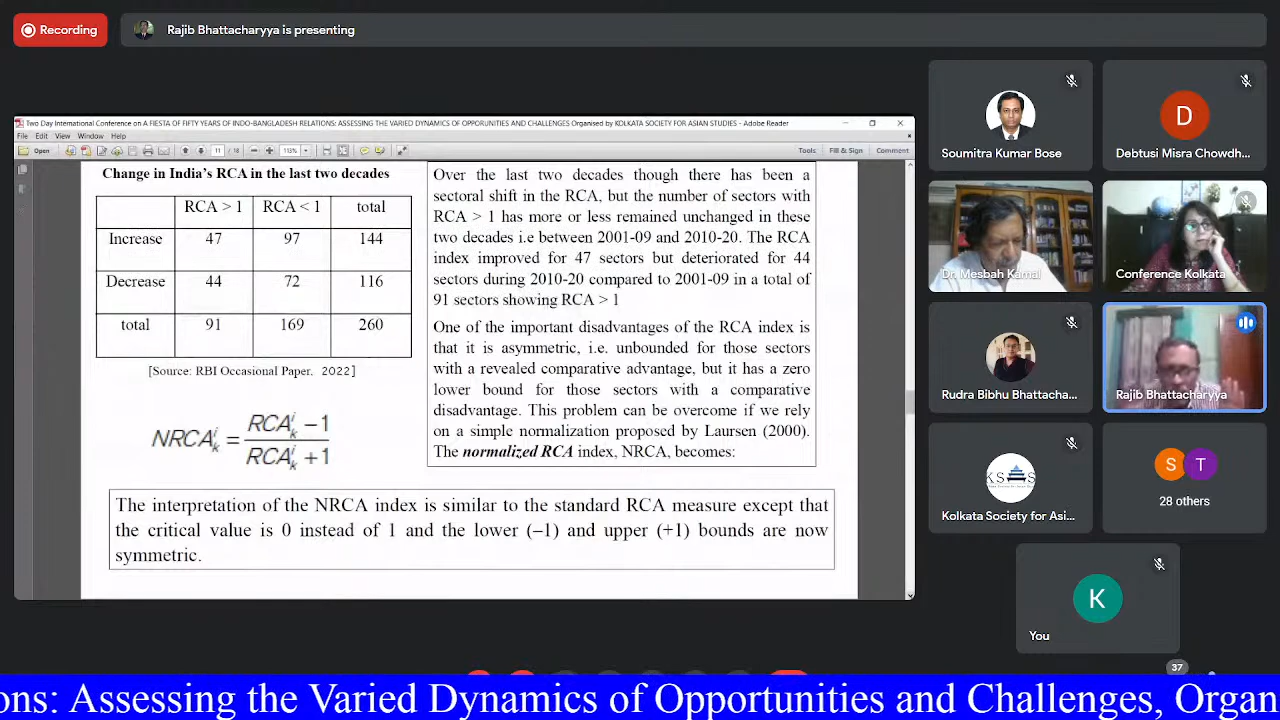 Recording
Rajib Bhattacharyya is presenting
Two Day International Conference on A FIESTA OF FIFTY YEARS OF INDO-BANGLADESH RELATIONS: ASSESSING THE VARIED DYNAMICS OF OPPORUNITIES AND CHALLENGES Organised by KOLKATA SOCIETY FOR ASIAN STUDIES - Adobe Reader
File Edit View Window Help
Open 11 / 18 113% Tools Fill & Sign Comment
Change in India's RCA in the last two decades
RCA > 1 RCA < 1 total
Increase 47 97 144
Decrease 44 72 116
total 91 169 260
[Source: RBI Occasional Paper. 2022]
NRCA^i_k = (RCA^i_k − 1) / (RCA^i_k + 1)
Over the last two decades though there has been a
sectoral shift in the RCA, but the number of sectors with
RCA > 1 has more or less remained unchanged in these
two decades i.e between 2001-09 and 2010-20. The RCA
index improved for 47 sectors but deteriorated for 44
sectors during 2010-20 compared to 2001-09 in a total of
91 sectors showing RCA > 1
One of the important disadvantages of the RCA index is
that it is asymmetric, i.e. unbounded for those sectors
with a revealed comparative advantage, but it has a zero
lower bound for those sectors with a comparative
disadvantage. This problem can be overcome if we rely
on a simple normalization proposed by Laursen (2000).
The normalized RCA index, NRCA, becomes:
The interpretation of the NRCA index is similar to the standard RCA measure except that
the critical value is 0 instead of 1 and the lower (–1) and upper (+1) bounds are now
symmetric.
Soumitra Kumar Bose
D
Debtusi Misra Chowdh...
Dr. Mesbah Kamal
Conference Kolkata
Rudra Bibhu Bhattacha...
Rajib Bhattacharyya
KSAS
Kolkata Society for Asi...
S T
28 others
K
You
37
ons: Assessing the Varied Dynamics of Opportunities and Challenges, Organ